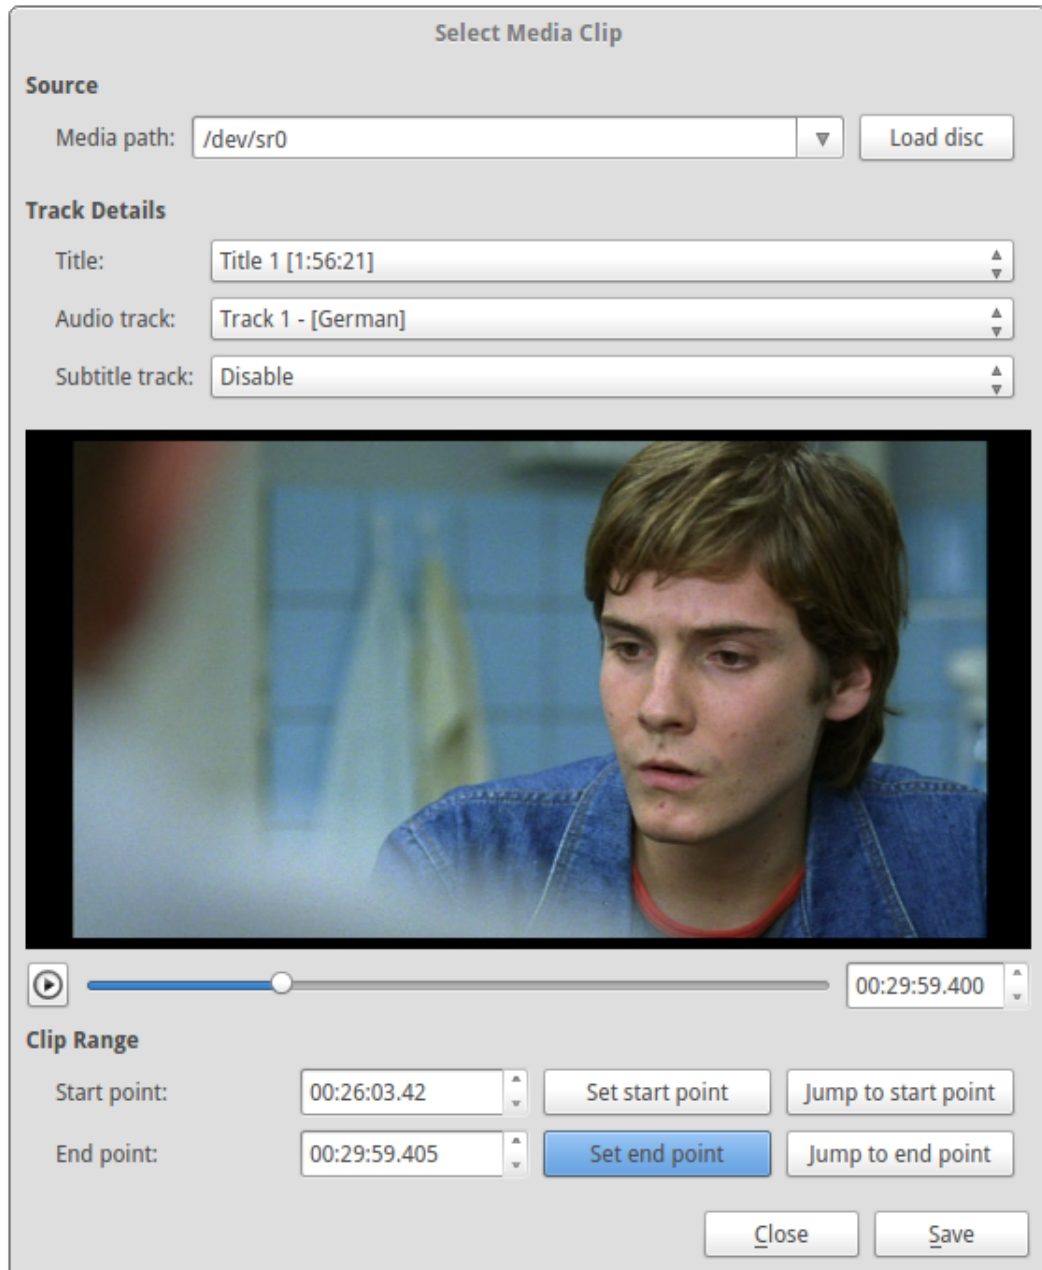 Select Media Clip
Source
Media path: /dev/sr0 Load disc
Track Details
Title: Title 1 [1:56:21]
Audio track: Track 1 - [German]
Subtitle track: Disable
00:29:59.400
Clip Range
Start point: 00:26:03.42 Set start point Jump to start point
End point: 00:29:59.405 Set end point Jump to end point
Close Save